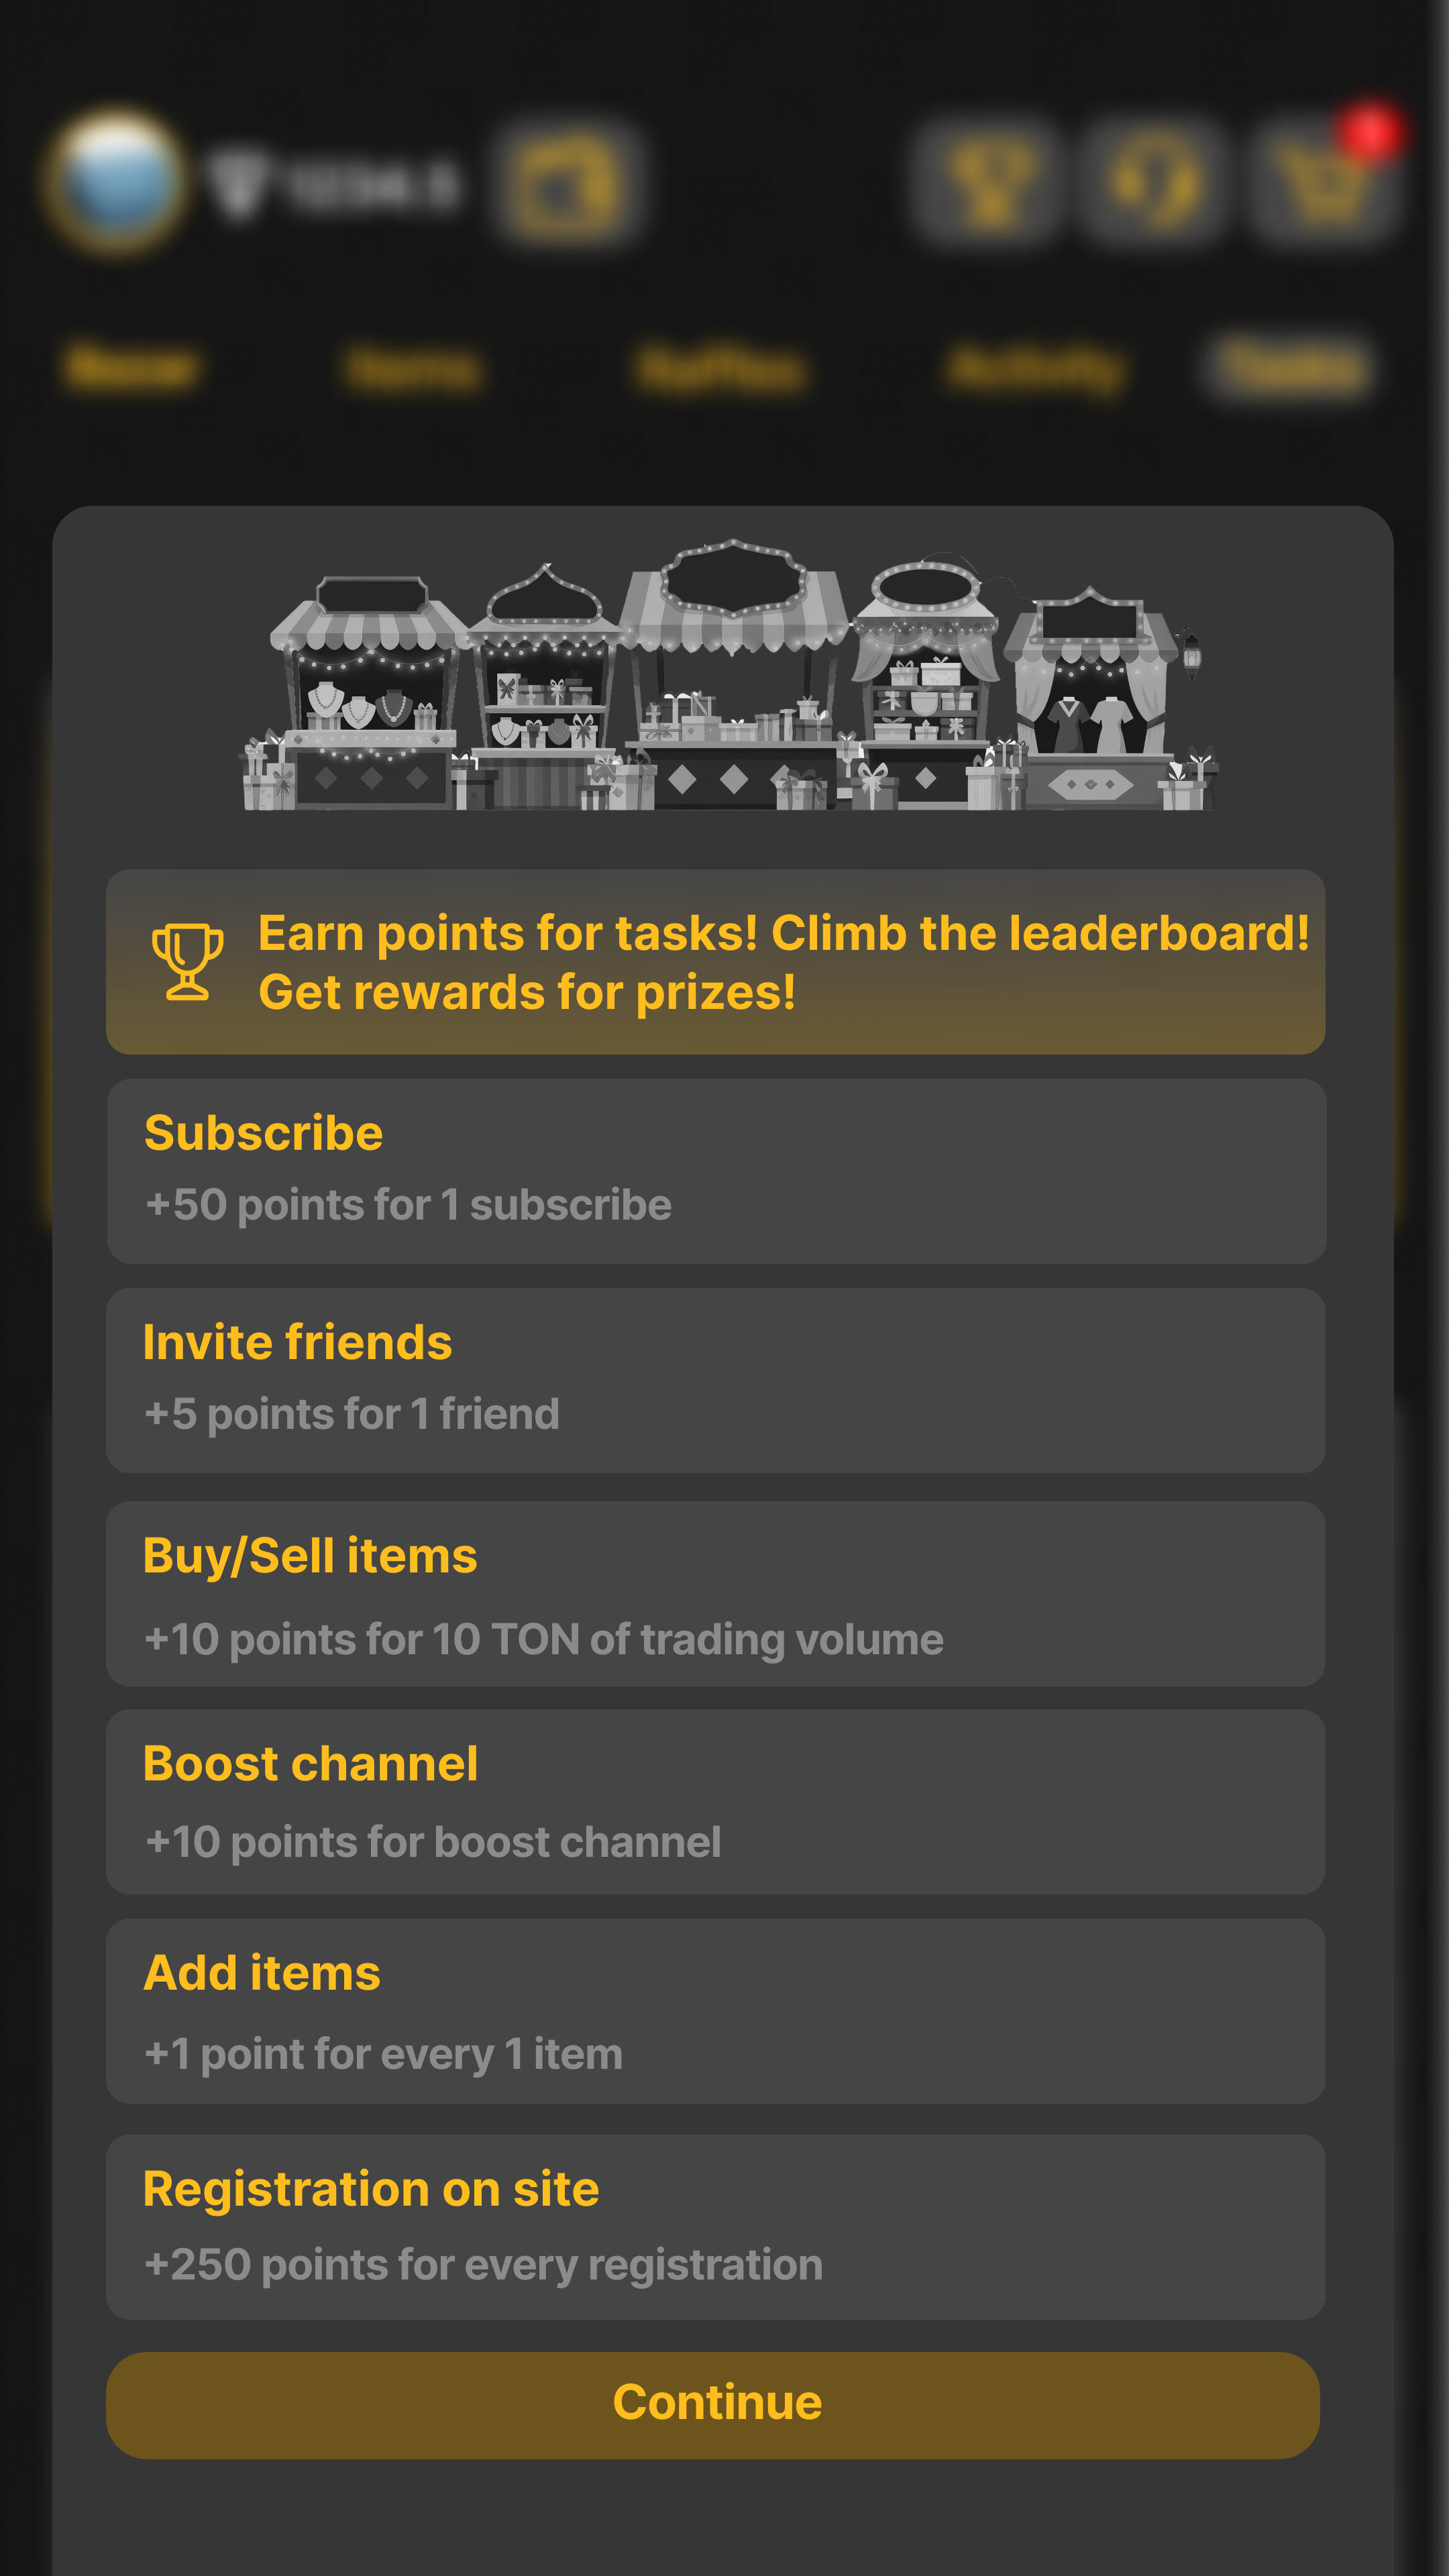 Items
Activity
Tasks
Earn points for tasks! Climb the leaderboard!
Get rewards for prizes!
Subscribe
+50 points for 1 subscribe
Invite friends
+5 points for 1 friend
Buy/Sell items
+10 points for 10 TON of trading volume
Boost channel
+10 points for boost channel
Add items
+1 point for every 1 item
Registration on site
+250 points for every registration
Continue